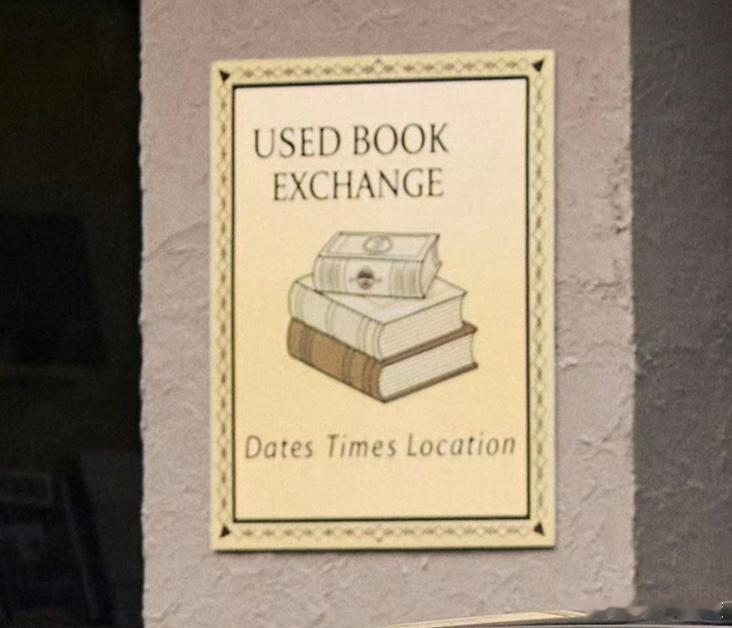 USED BOOK
EXCHANGE
Dates Times Location